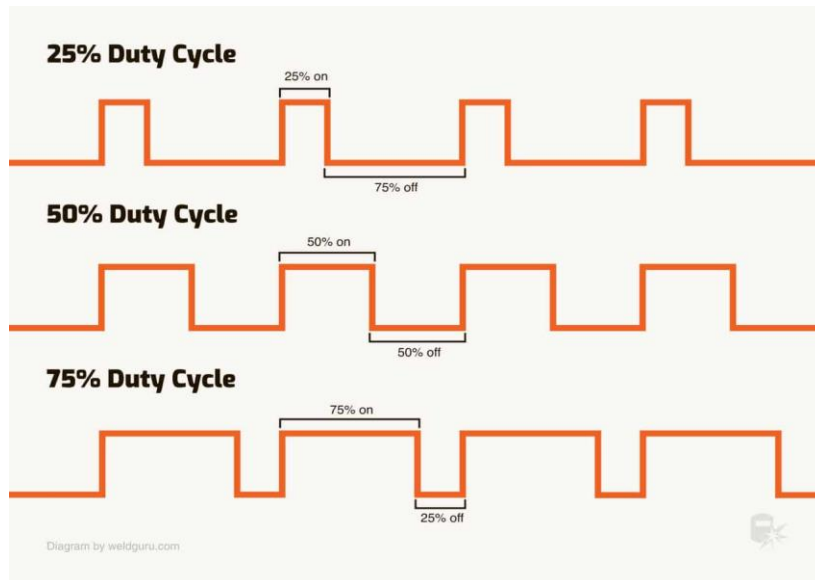 25% Duty Cycle
25% on
75% off
50% Duty Cycle
50% on
50% off
75% Duty Cycle
75% on
25% off
Diagram by weldguru.com